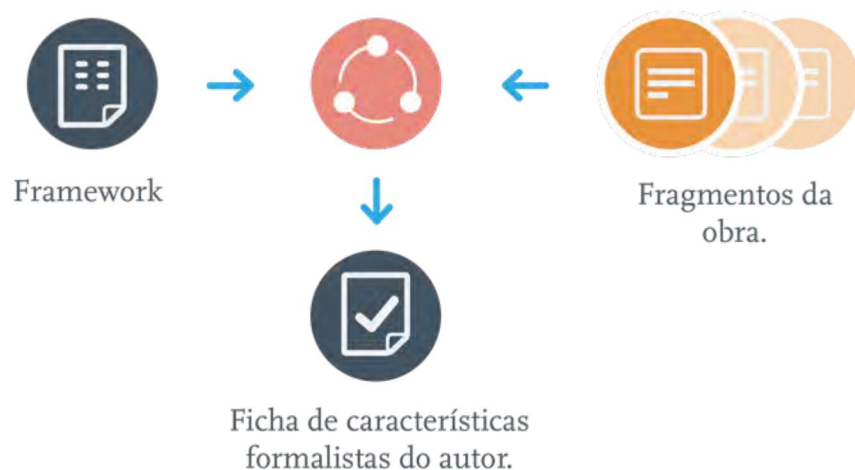 Framework
Fragmentos da
obra.
Ficha de características
formalistas do autor.